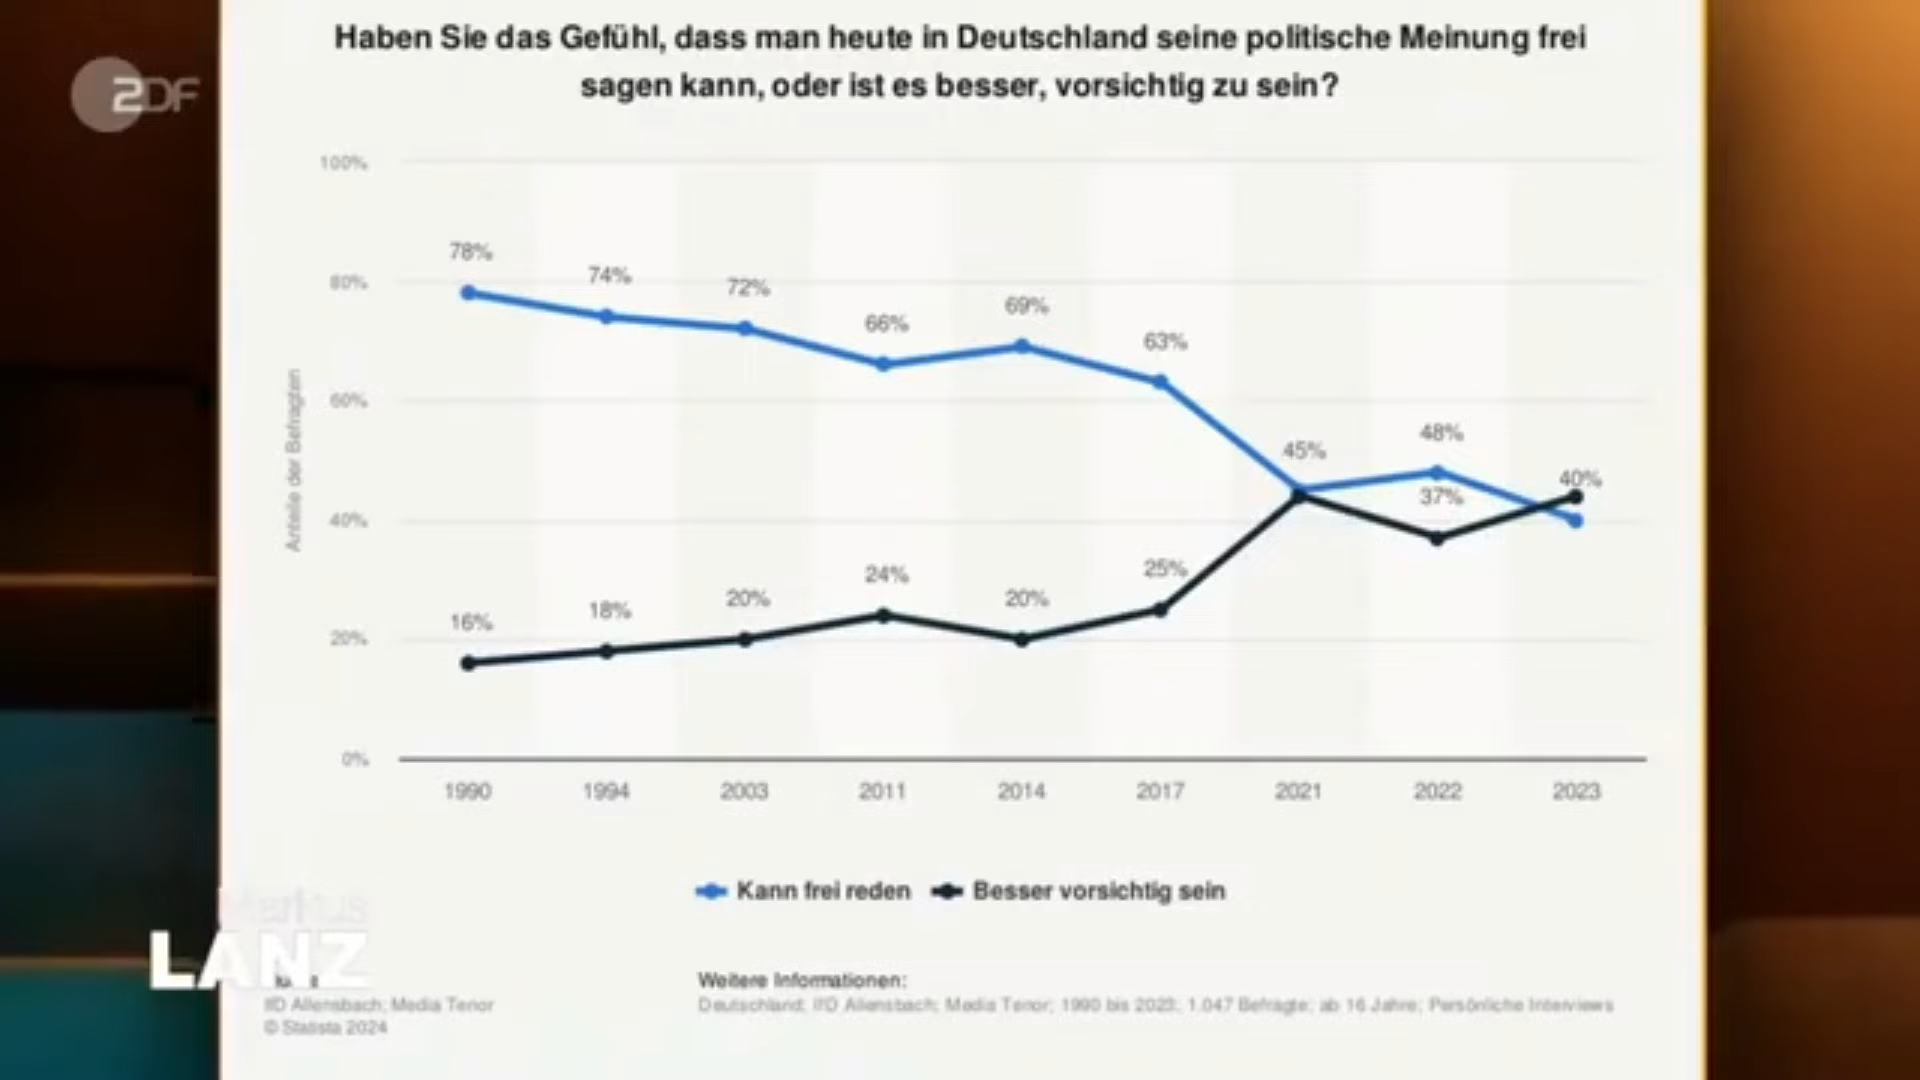 Haben Sie das Gefühl, dass man heute in Deutschland seine politische Meinung frei
sagen kann, oder ist es besser, vorsichtig zu sein?
ZDF
100%
80%
60%
40%
20%
0%
Anteile der Befragten
78%
74%
72%
66%
69%
63%
45%
48%
40%
37%
16%
18%
20%
24%
20%
25%
1990
1994
2003
2011
2014
2017
2021
2022
2023
Kann frei reden
Besser vorsichtig sein
Markus
LANZ
IfD Allensbach; Media Tenor
© Statista 2024
Weitere Informationen:
Deutschland; IfD Allensbach; Media Tenor; 1990 bis 2023; 1.047 Befragte; ab 16 Jahre; Persönliche Interviews